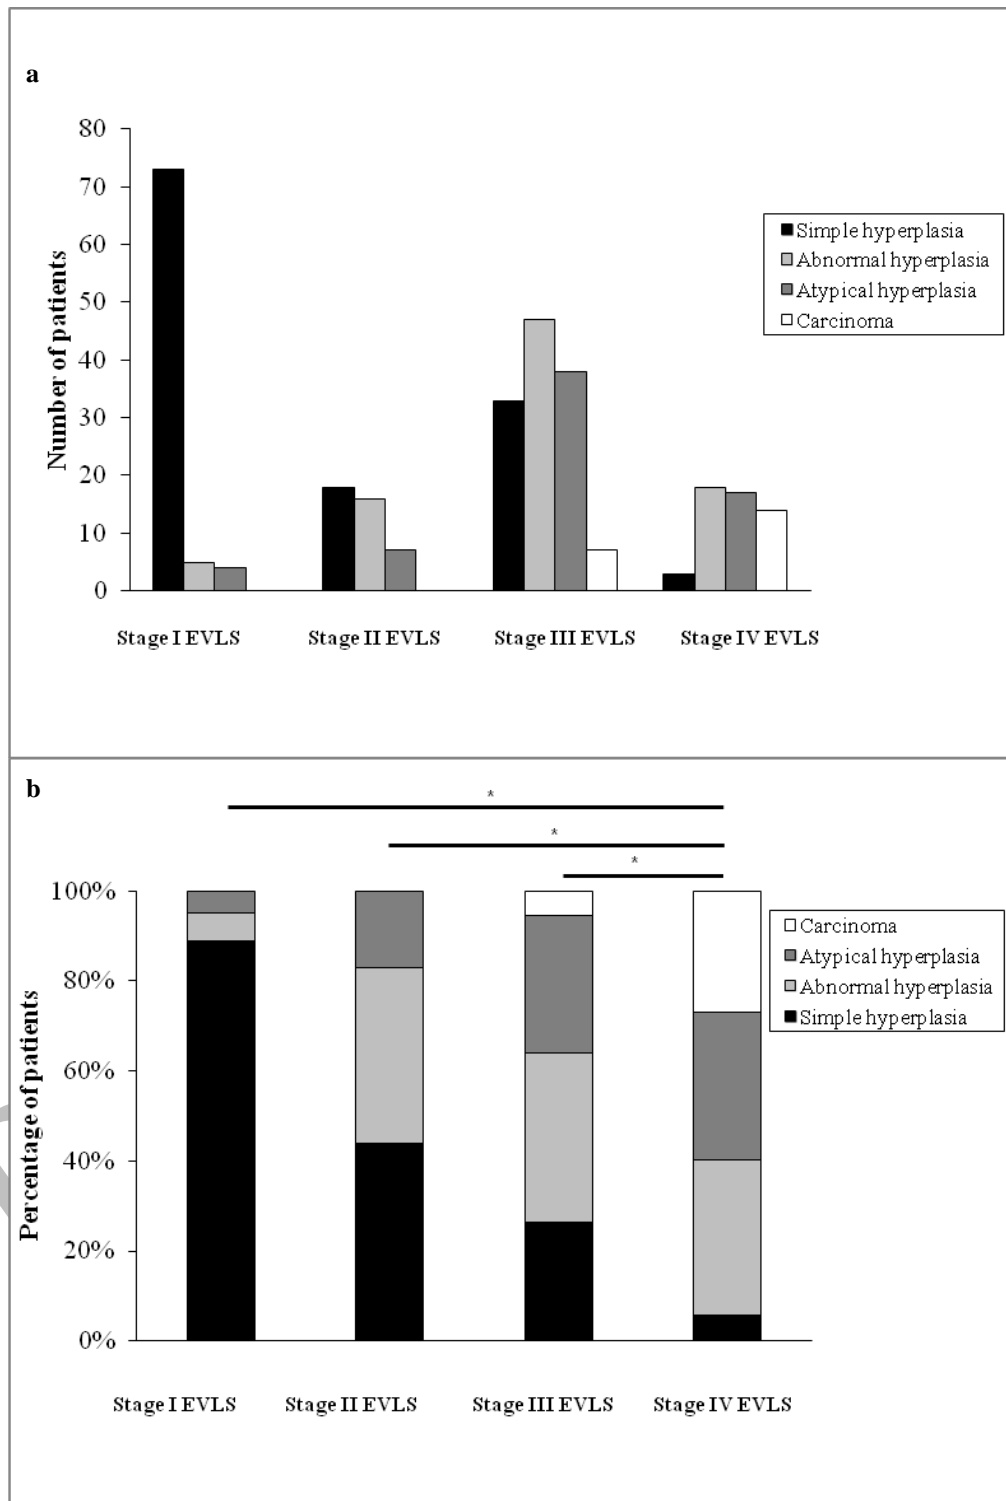 a
80
70
60
50
40
30
20
10
0
Number of patients
Simple hyperplasia
Abnormal hyperplasia
Atypical hyperplasia
Carcinoma
Stage I EVLS Stage II EVLS Stage III EVLS Stage IV EVLS
b
*
*
*
100%
80%
60%
40%
20%
0%
Percentage of patients
Carcinoma
Atypical hyperplasia
Abnormal hyperplasia
Simple hyperplasia
Stage I EVLS Stage II EVLS Stage III EVLS Stage IV EVLS